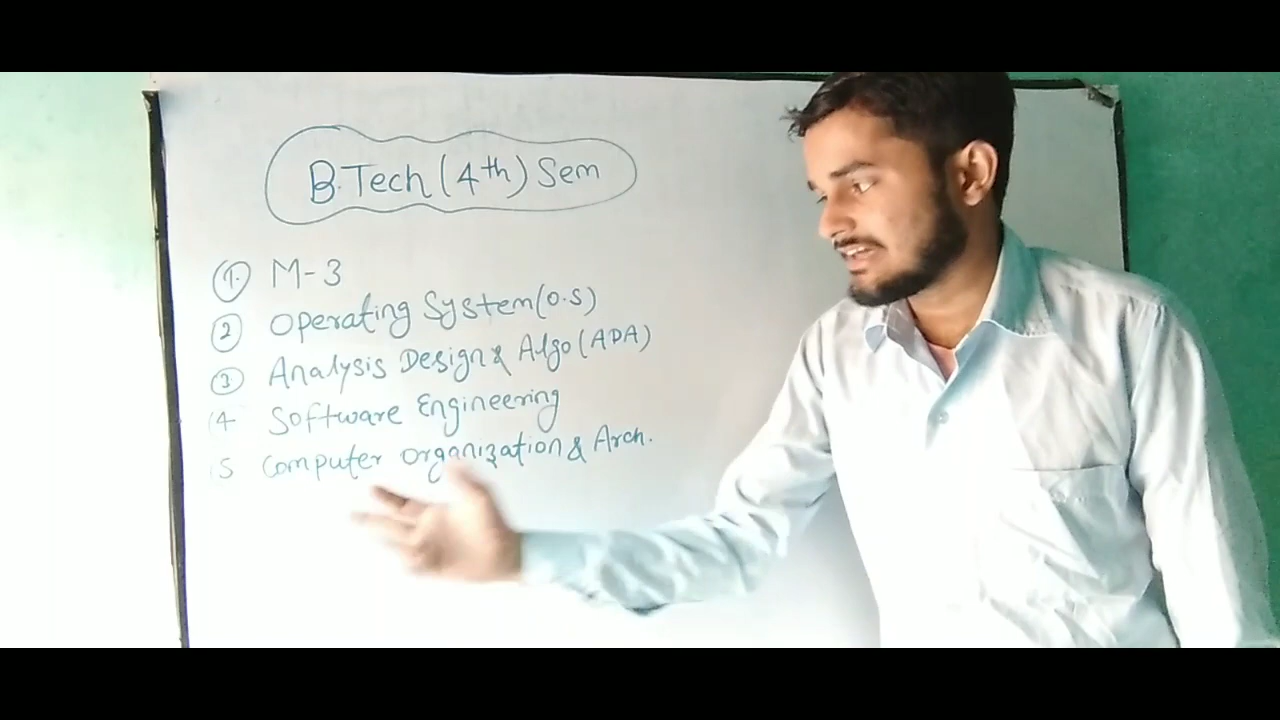 B.Tech (4th) Sem
1. M-3
2 Operating System (O.S)
3 Analysis Design & Algo (ADA)
4 Software Engineering
5 Computer Organization & Arch.